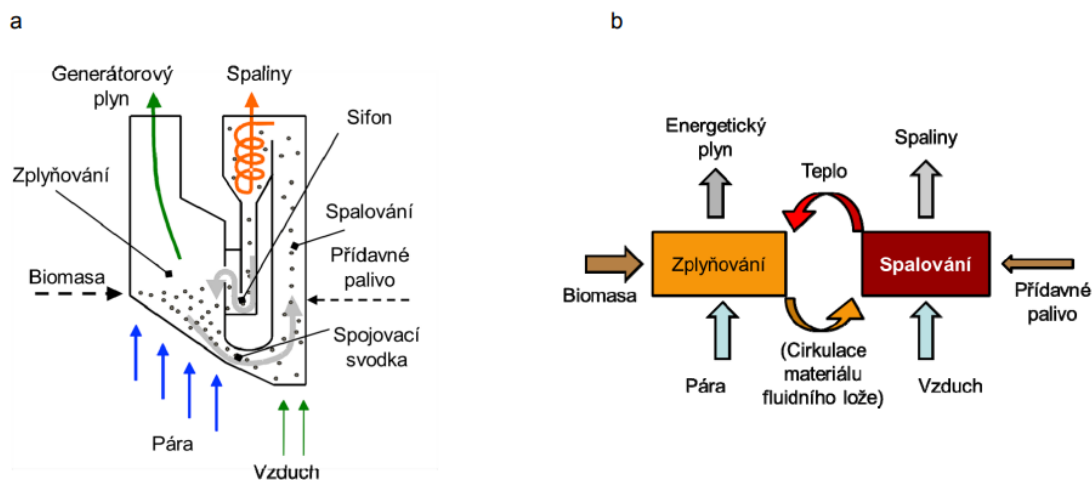 a
Generátorový
plyn
Spaliny
Sifon
Zplyňování
Spalování
Biomasa
Přídavné
palivo
Spojovací
svodka
Pára
Vzduch
b
Energetický
plyn
Spaliny
Teplo
Zplyňování
Spalování
Biomasa
Přídavné
palivo
(Cirkulace
materiálu
fluidního lože)
Pára
Vzduch